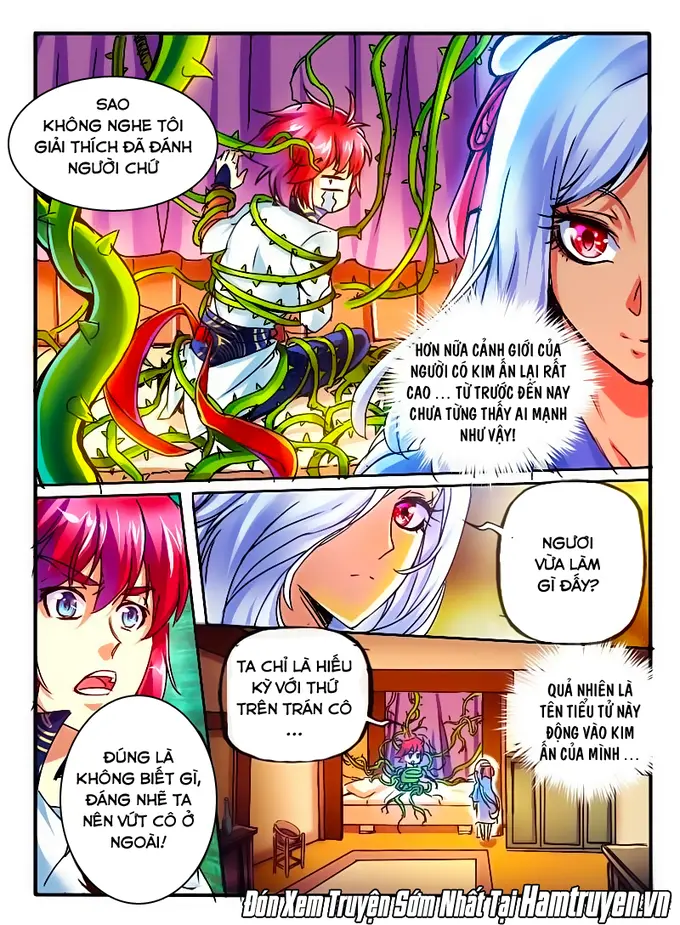 SAO
KHÔNG NGHE TÔI
GIẢI THÍCH ĐÃ ĐÁNH
NGƯỜI CHỨ
HƠN NỮA CẢNH GIỚI CỦA
NGƯỜI CÓ KIM ẤN LẠI RẤT
CAO ... TỪ TRƯỚC ĐẾN NAY
CHƯA TỪNG THẤY AI MẠNH
NHƯ VẬY!
NGƯƠI
VỪA LÀM
GÌ ĐẤY?
TA CHỈ LÀ HIẾU
KỲ VỚI THỨ
TRÊN TRÁN CÔ
...
QUẢ NHIÊN LÀ
TÊN TIỂU TỬ NÀY
ĐỘNG VÀO KIM
ẤN CỦA MÌNH ...
ĐÚNG LÀ
KHÔNG BIẾT GÌ,
ĐÁNG NHẼ TA
NÊN VỨT CÔ Ở
NGOÀI!
Đón Xem Truyện Sớm Nhất Tại Hamtruyen.vn